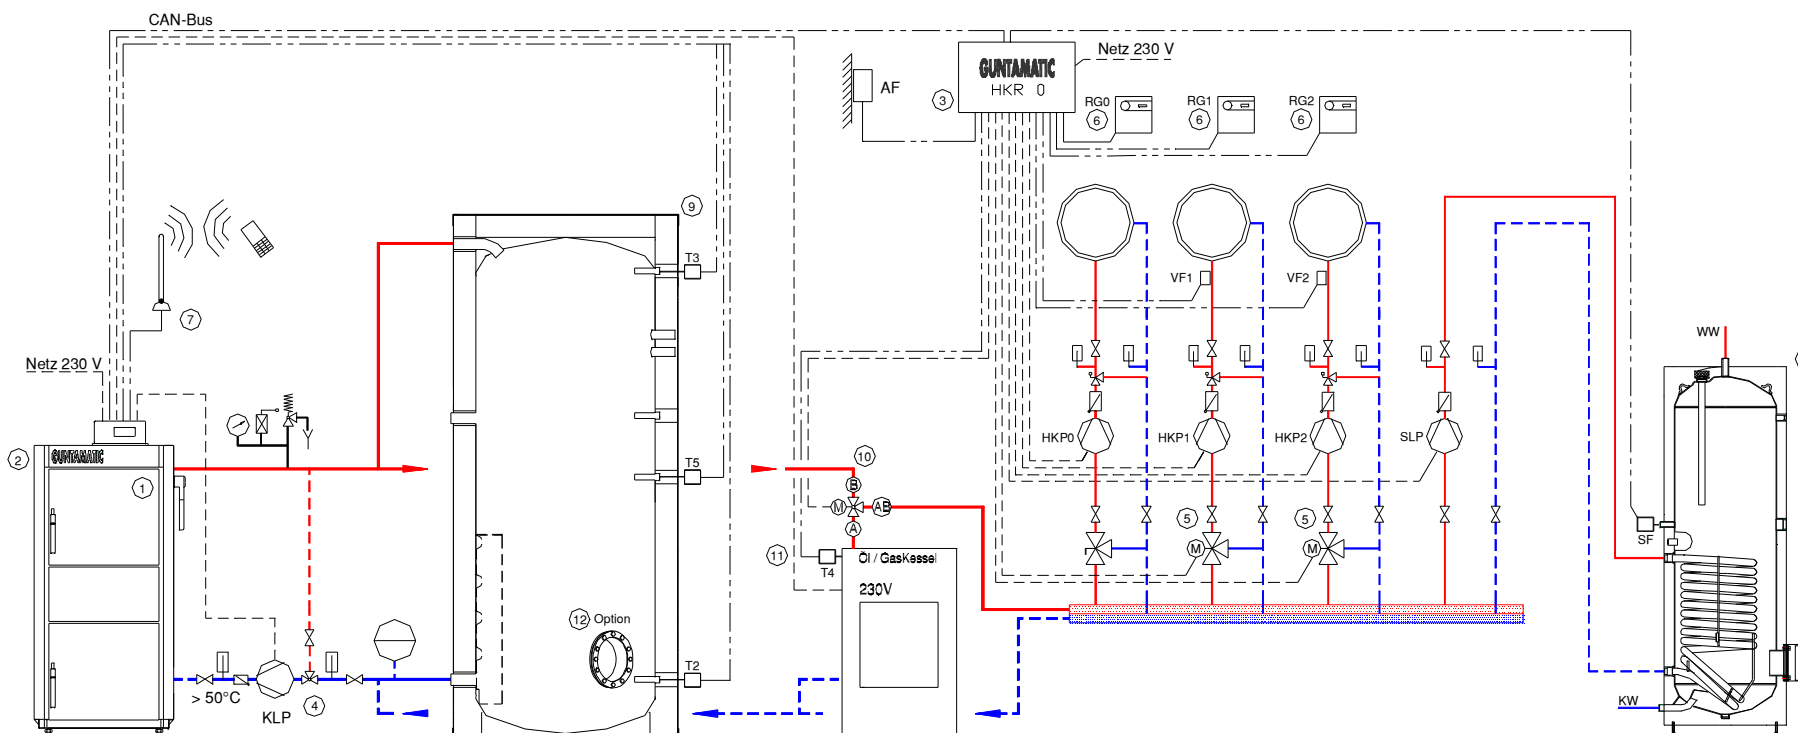 CAN-Bus
Netz 230 V
GUNTAMATIC
HKR 0
AF
3
RG0
6
RG1
6
RG2
6
9
T3
7
VF1
VF2
WW
Netz 230 V
HKP0
HKP1
HKP2
SLP
2
GUNTAMATIC
1
T5
10
B
M
AB
A
5
5
SF
M
M
11
T4
Öl / GasKessel
230V
12
Option
T2
> 50°C
4
KLP
KW